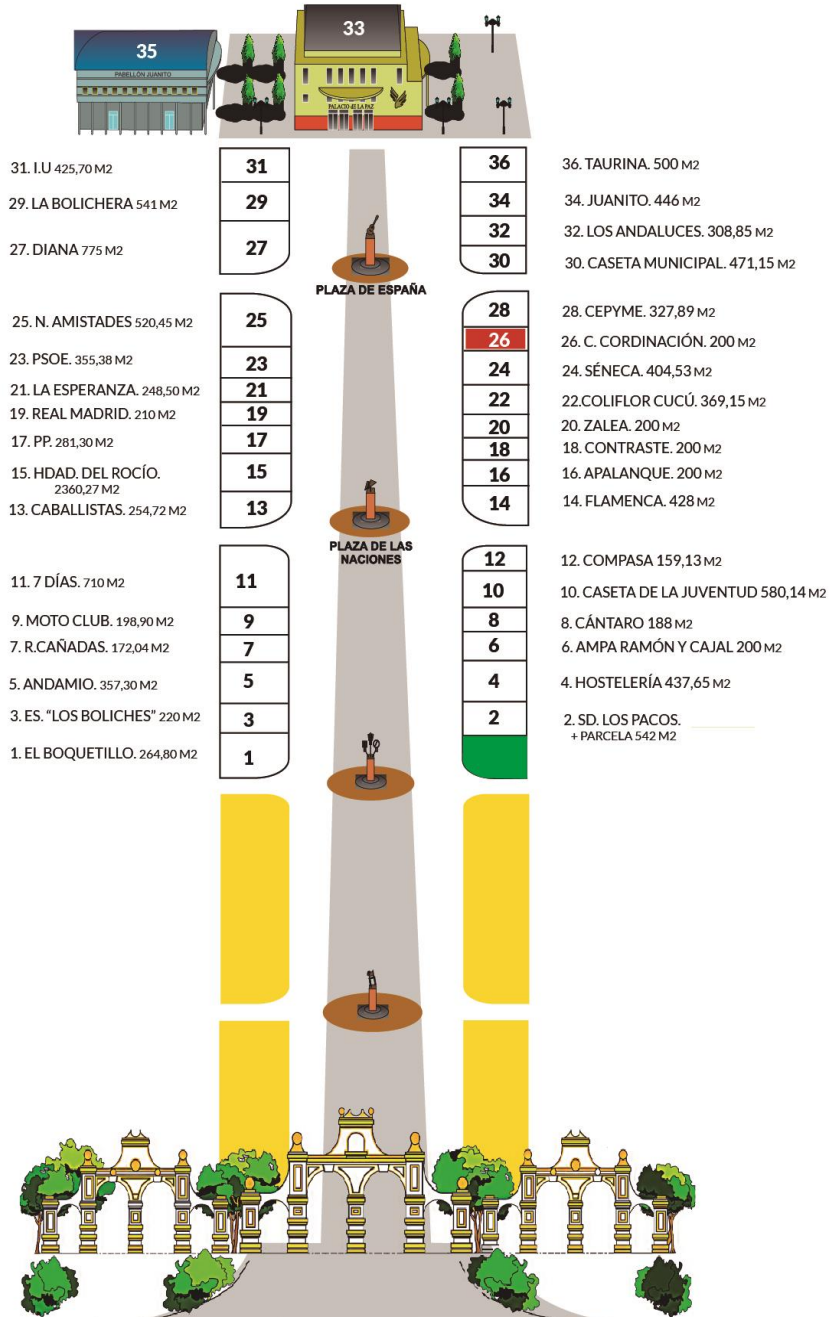 35
PABELLÓN JUANITO
33
PALACIO DE LA PAZ
31. I.U 425,70 M2
29. LA BOLICHERA 541 M2
27. DIANA 775 M2
31
29
27
PLAZA DE ESPAÑA
36
34
32
30
36. TAURINA. 500 M2
34. JUANITO. 446 M2
32. LOS ANDALUCES. 308,85 M2
30. CASETA MUNICIPAL. 471,15 M2
25. N. AMISTADES 520,45 M2
23. PSOE. 355,38 M2
21. LA ESPERANZA. 248,50 M2
19. REAL MADRID. 210 M2
17. PP. 281,30 M2
15. HDAD. DEL ROCÍO.
2360,27 M2
13. CABALLISTAS. 254,72 M2
25
23
21
19
17
15
13
PLAZA DE LAS
NACIONES
28
26
24
22
20
18
16
14
28. CEPYME. 327,89 M2
26. C. CORDINACIÓN. 200 M2
24. SÉNECA. 404,53 M2
22.COLIFLOR CUCÚ. 369,15 M2
20. ZALEA. 200 M2
18. CONTRASTE. 200 M2
16. APALANQUE. 200 M2
14. FLAMENCA. 428 M2
11. 7 DÍAS. 710 M2
9. MOTO CLUB. 198,90 M2
7. R.CAÑADAS. 172,04 M2
5. ANDAMIO. 357,30 M2
3. ES. “LOS BOLICHES” 220 M2
1. EL BOQUETILLO. 264,80 M2
11
9
7
5
3
1
12
10
8
6
4
2
12. COMPASA 159,13 M2
10. CASETA DE LA JUVENTUD 580,14 M2
8. CÁNTARO 188 M2
6. AMPA RAMÓN Y CAJAL 200 M2
4. HOSTELERÍA 437,65 M2
2. SD. LOS PACOS.
+ PARCELA 542 M2